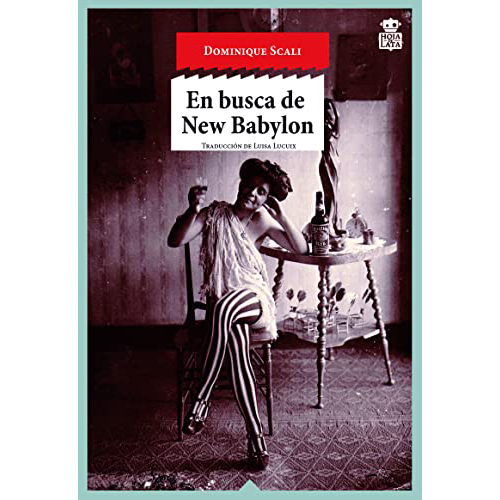 HOJA
DE
LATA
DOMINIQUE SCALI
En busca de
New Babylon
TRADUCCIÓN DE LUISA LUCUIX